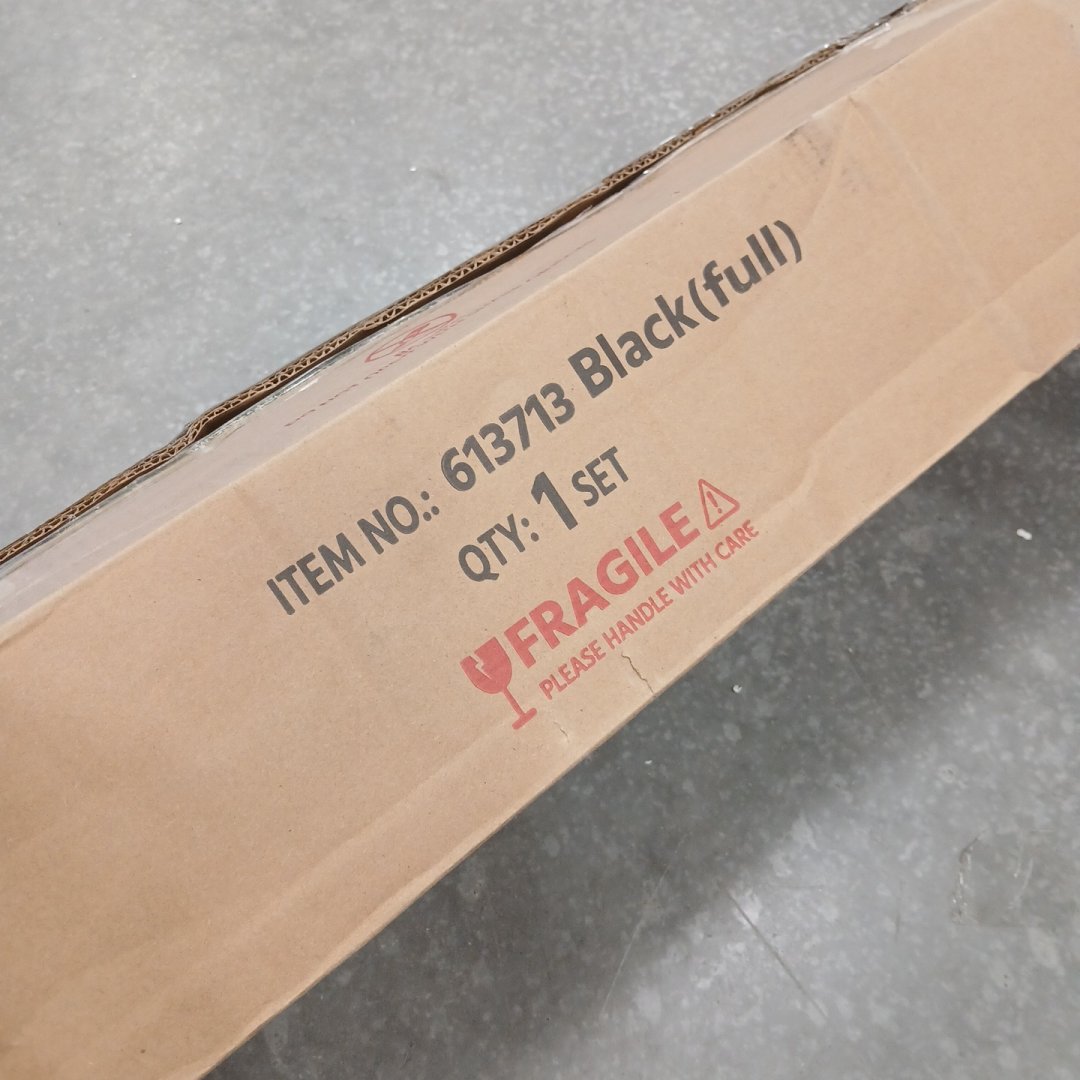 ITEM NO.: 613713 Black(full)
QTY: 1 SET
FRAGILE
PLEASE HANDLE WITH CARE